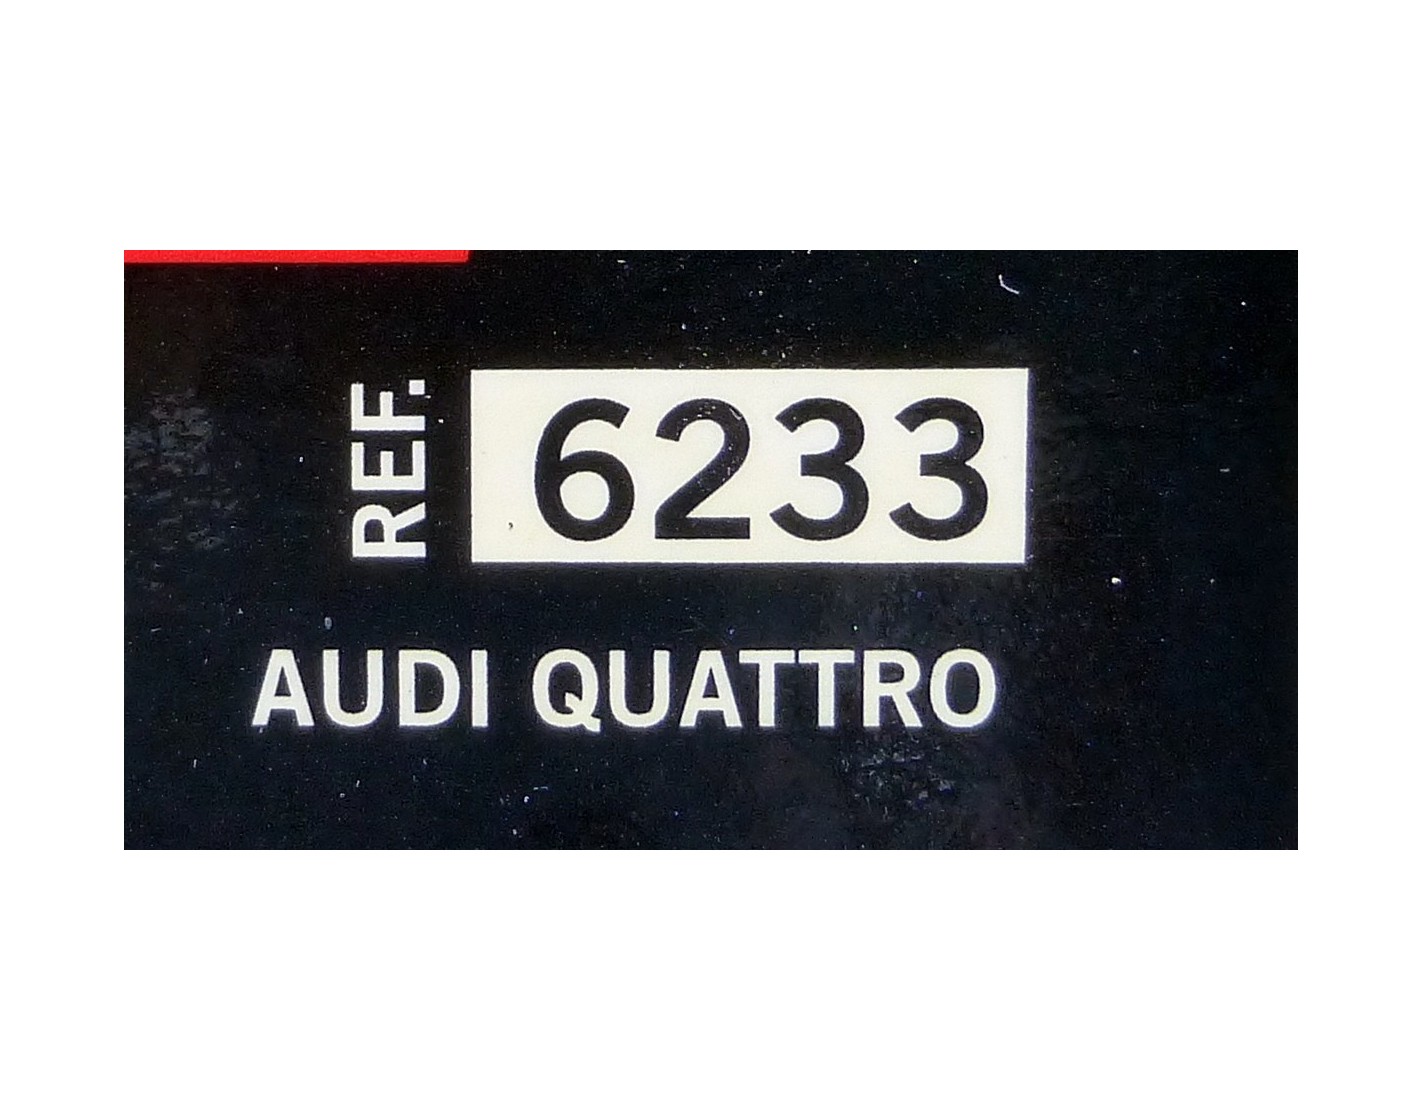 REF. 6233
AUDI QUATTRO